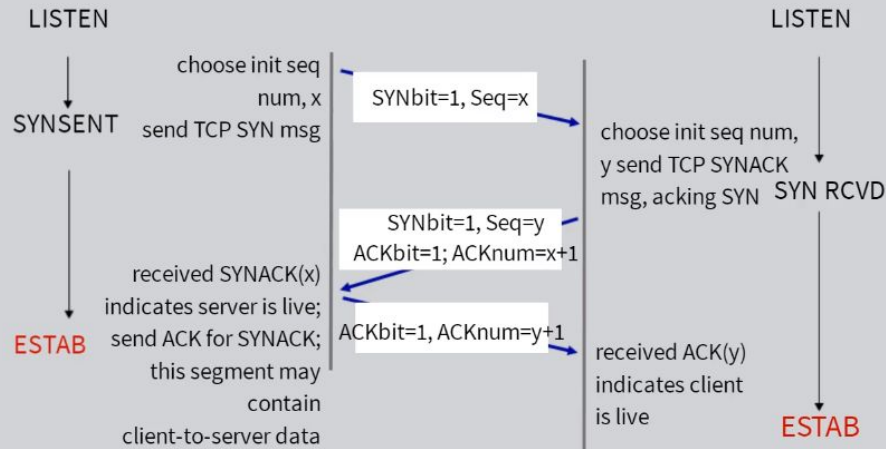 LISTEN
LISTEN
choose init seq
num, x
send TCP SYN msg
SYNSENT
SYNbit=1, Seq=x
choose init seq num,
y send TCP SYNACK
msg, acking SYN
SYN RCVD
SYNbit=1, Seq=y
ACKbit=1; ACKnum=x+1
received SYNACK(x)
indicates server is live;
send ACK for SYNACK;
this segment may
contain
client-to-server data
ESTAB
ACKbit=1, ACKnum=y+1
received ACK(y)
indicates client
is live
ESTAB